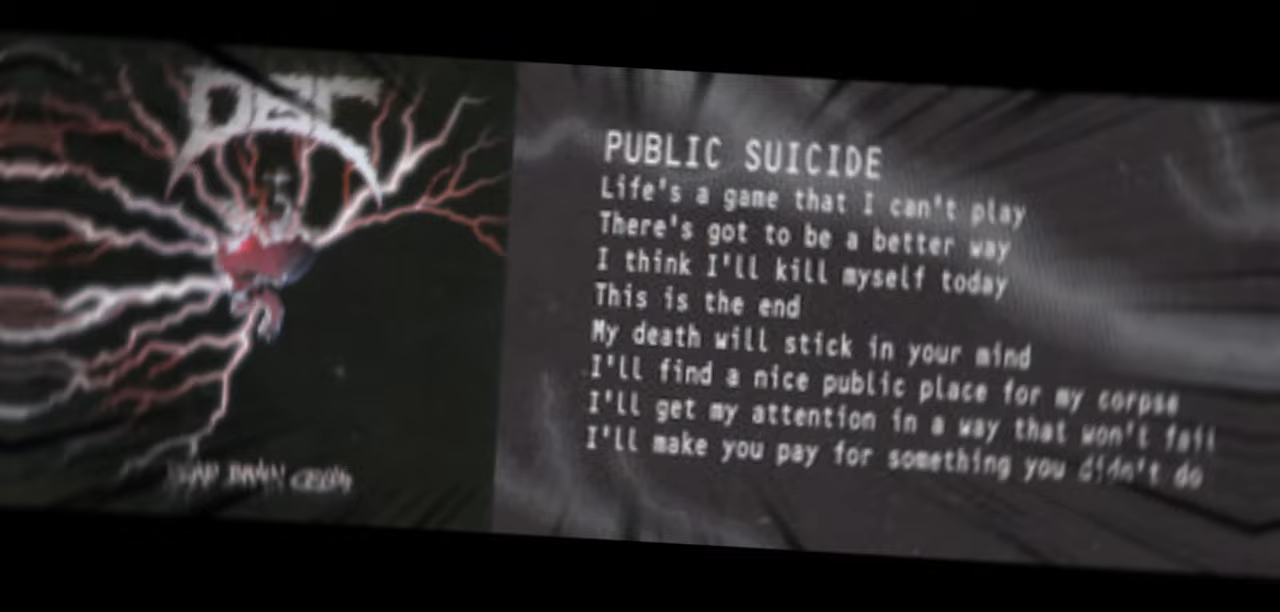 PUBLIC SUICIDE
Life's a game that I can't play
There's got to be a better way
I think I'll kill myself today
This is the end
My death will stick in your mind
I'll find a nice public place for my corpse
I'll get my attention in a way that won't fail
I'll make you pay for something you didn't do